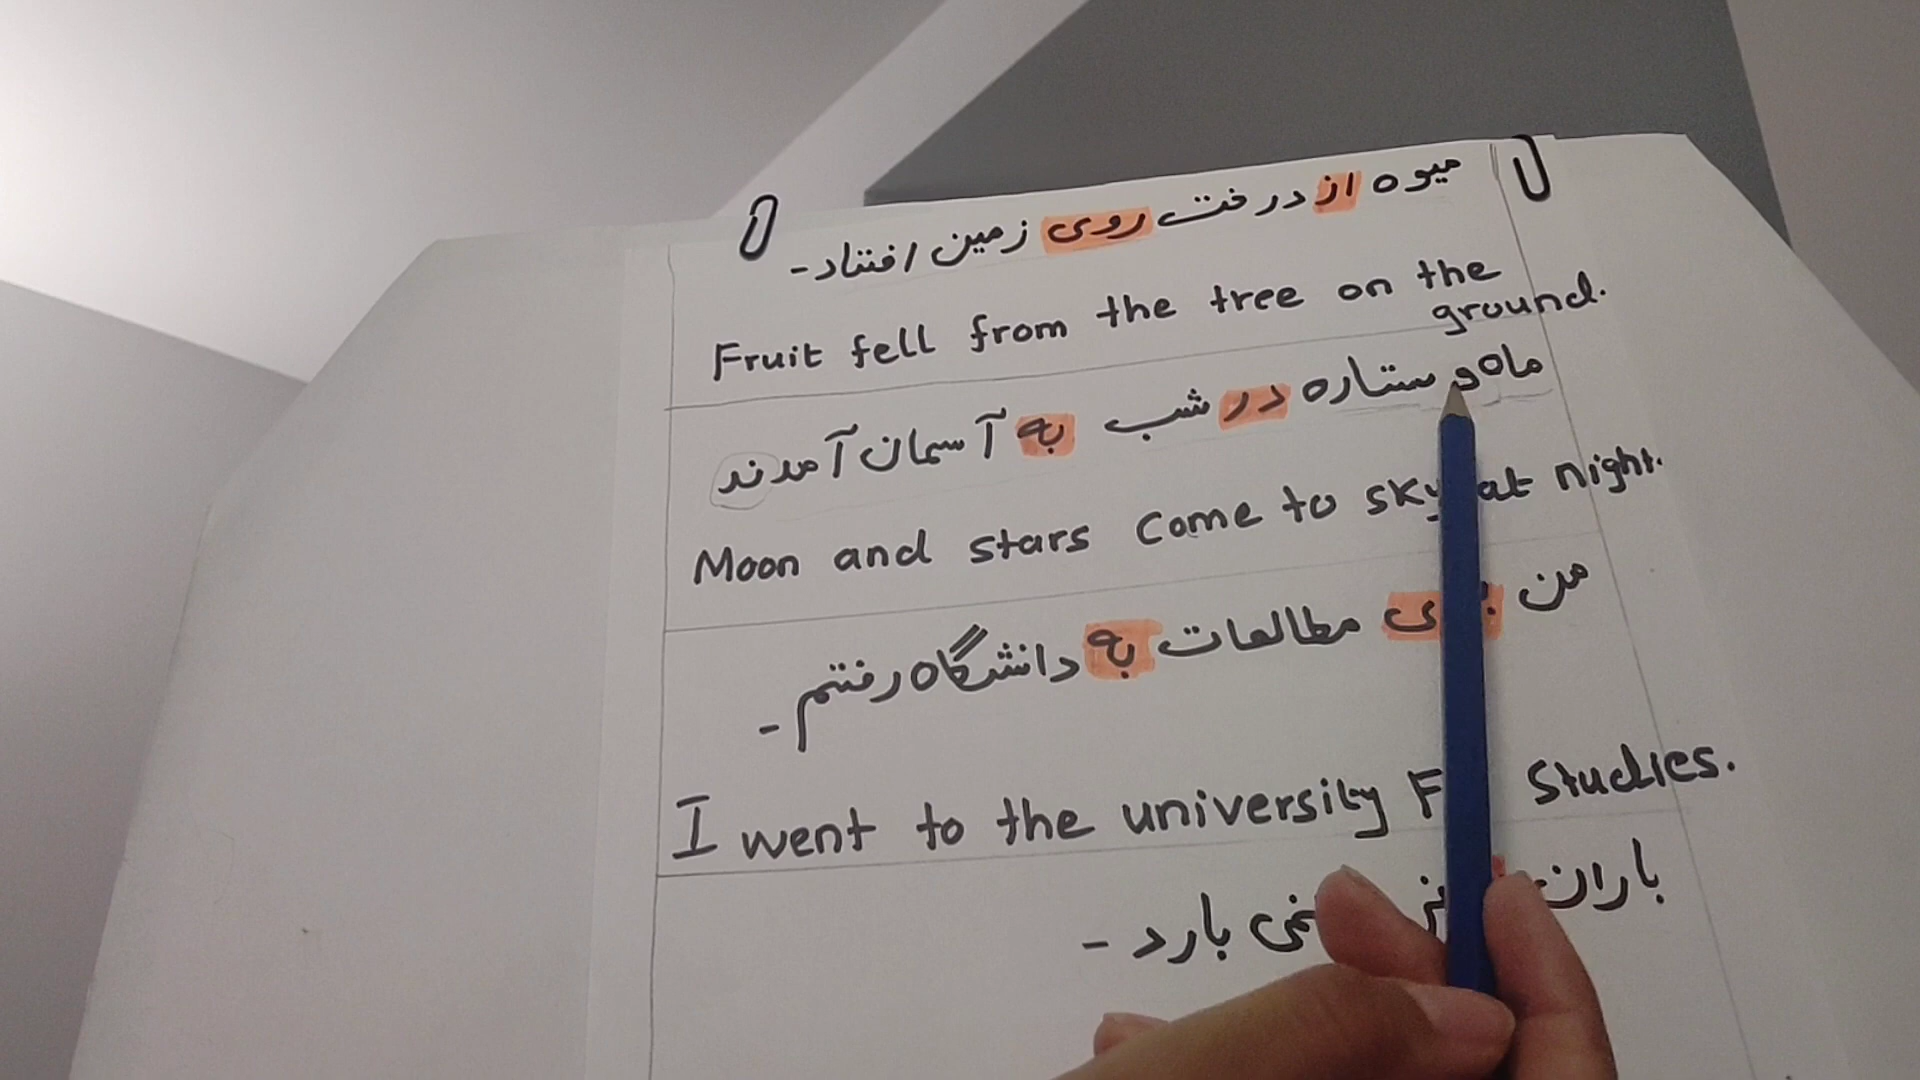 میوه از درخت روی زمین افتاد-
Fruit fell from the tree on the
ground.
ماه و ستاره در شب به آسمان آمدند
Moon and stars come to sky at night.
من مطالعات به دانشگاه رفتم -
I went to the university Studies.
باران نمی بارد -